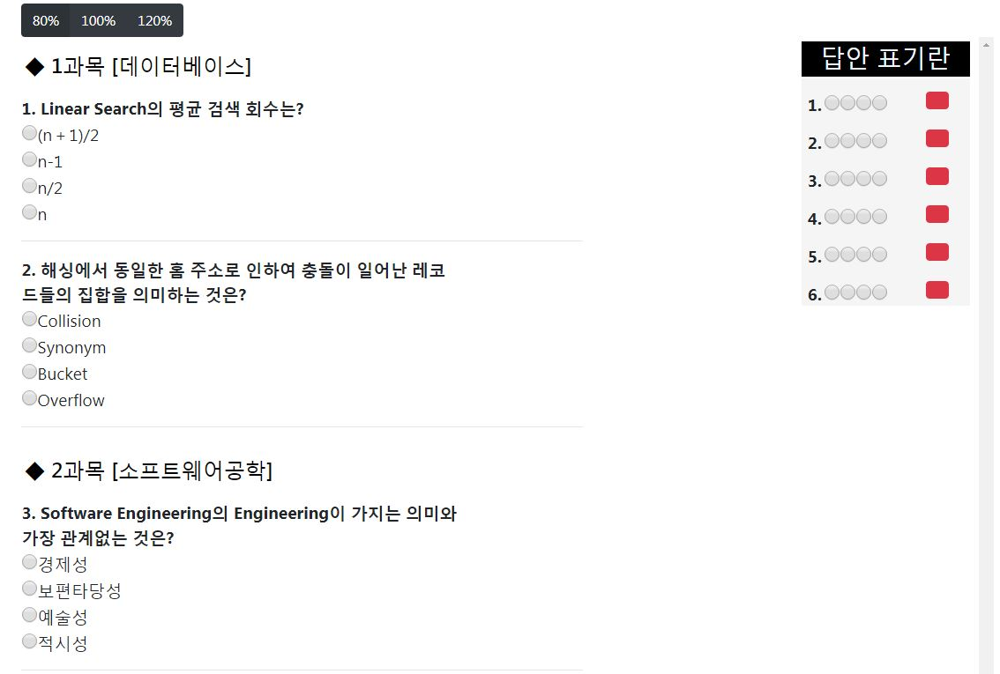 80% 100% 120%
◆ 1과목 [데이터베이스]
1. Linear Search의 평균 검색 회수는?
(n + 1)/2
n-1
n/2
n
2. 해싱에서 동일한 홈 주소로 인하여 충돌이 일어난 레코
드들의 집합을 의미하는 것은?
Collision
Synonym
Bucket
Overflow
◆ 2과목 [소프트웨어공학]
3. Software Engineering의 Engineering이 가지는 의미와
가장 관계없는 것은?
경제성
보편타당성
예술성
적시성
답안 표기란
1.
2.
3.
4.
5.
6.